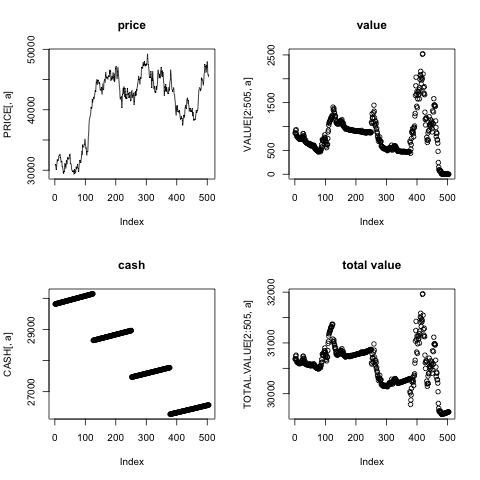 price
PRICE[, a]
30000 40000 50000
0 100 200 300 400 500
Index
value
VALUE[2:505, a]
0 500 1500 2500
0 100 200 300 400 500
Index
cash
CASH[, a]
27000 29000
0 100 200 300 400 500
Index
total value
TOTAL.VALUE[2:505, a]
30000 31000 32000
0 100 200 300 400 500
Index